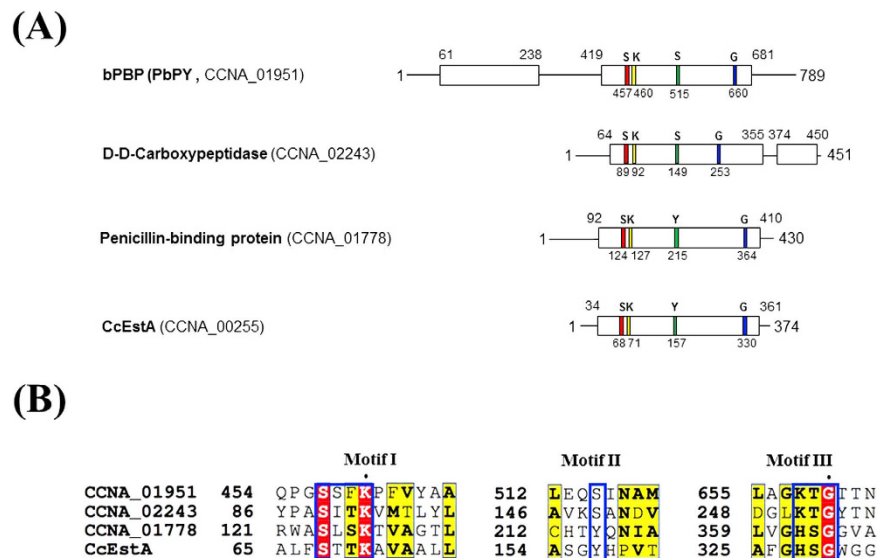 (A)
61 238 419 S K S G 681
bPBP (PbPY , CCNA_01951) 1 789
457 460 515 660
64 S K S G 355 374 450
D-D-Carboxypeptidase (CCNA_02243) 1 451
89 92 149 253
92 SK Y G 410
Penicillin-binding protein (CCNA_01778) 1 430
124 127 215 364
34 SK Y G 361
CcEstA (CCNA_00255) 1 374
68 71 157 330
(B)
Motif I Motif II Motif III
CCNA_01951 454 QPGSSFKPFVYAA 512 LEQSINAM 655 LAGKTGTTN
CCNA_02243 86 YPASITKVMTLYL 146 AVKSANDV 248 DGLKTGYTN
CCNA_01778 121 RWASLSKTVAGTL 212 CHTYQNIA 359 LVGHSGGVA
CcEstA 65 ALFSTTKAVAALL 154 ASGYHPVT 325 AFGHSGVGG